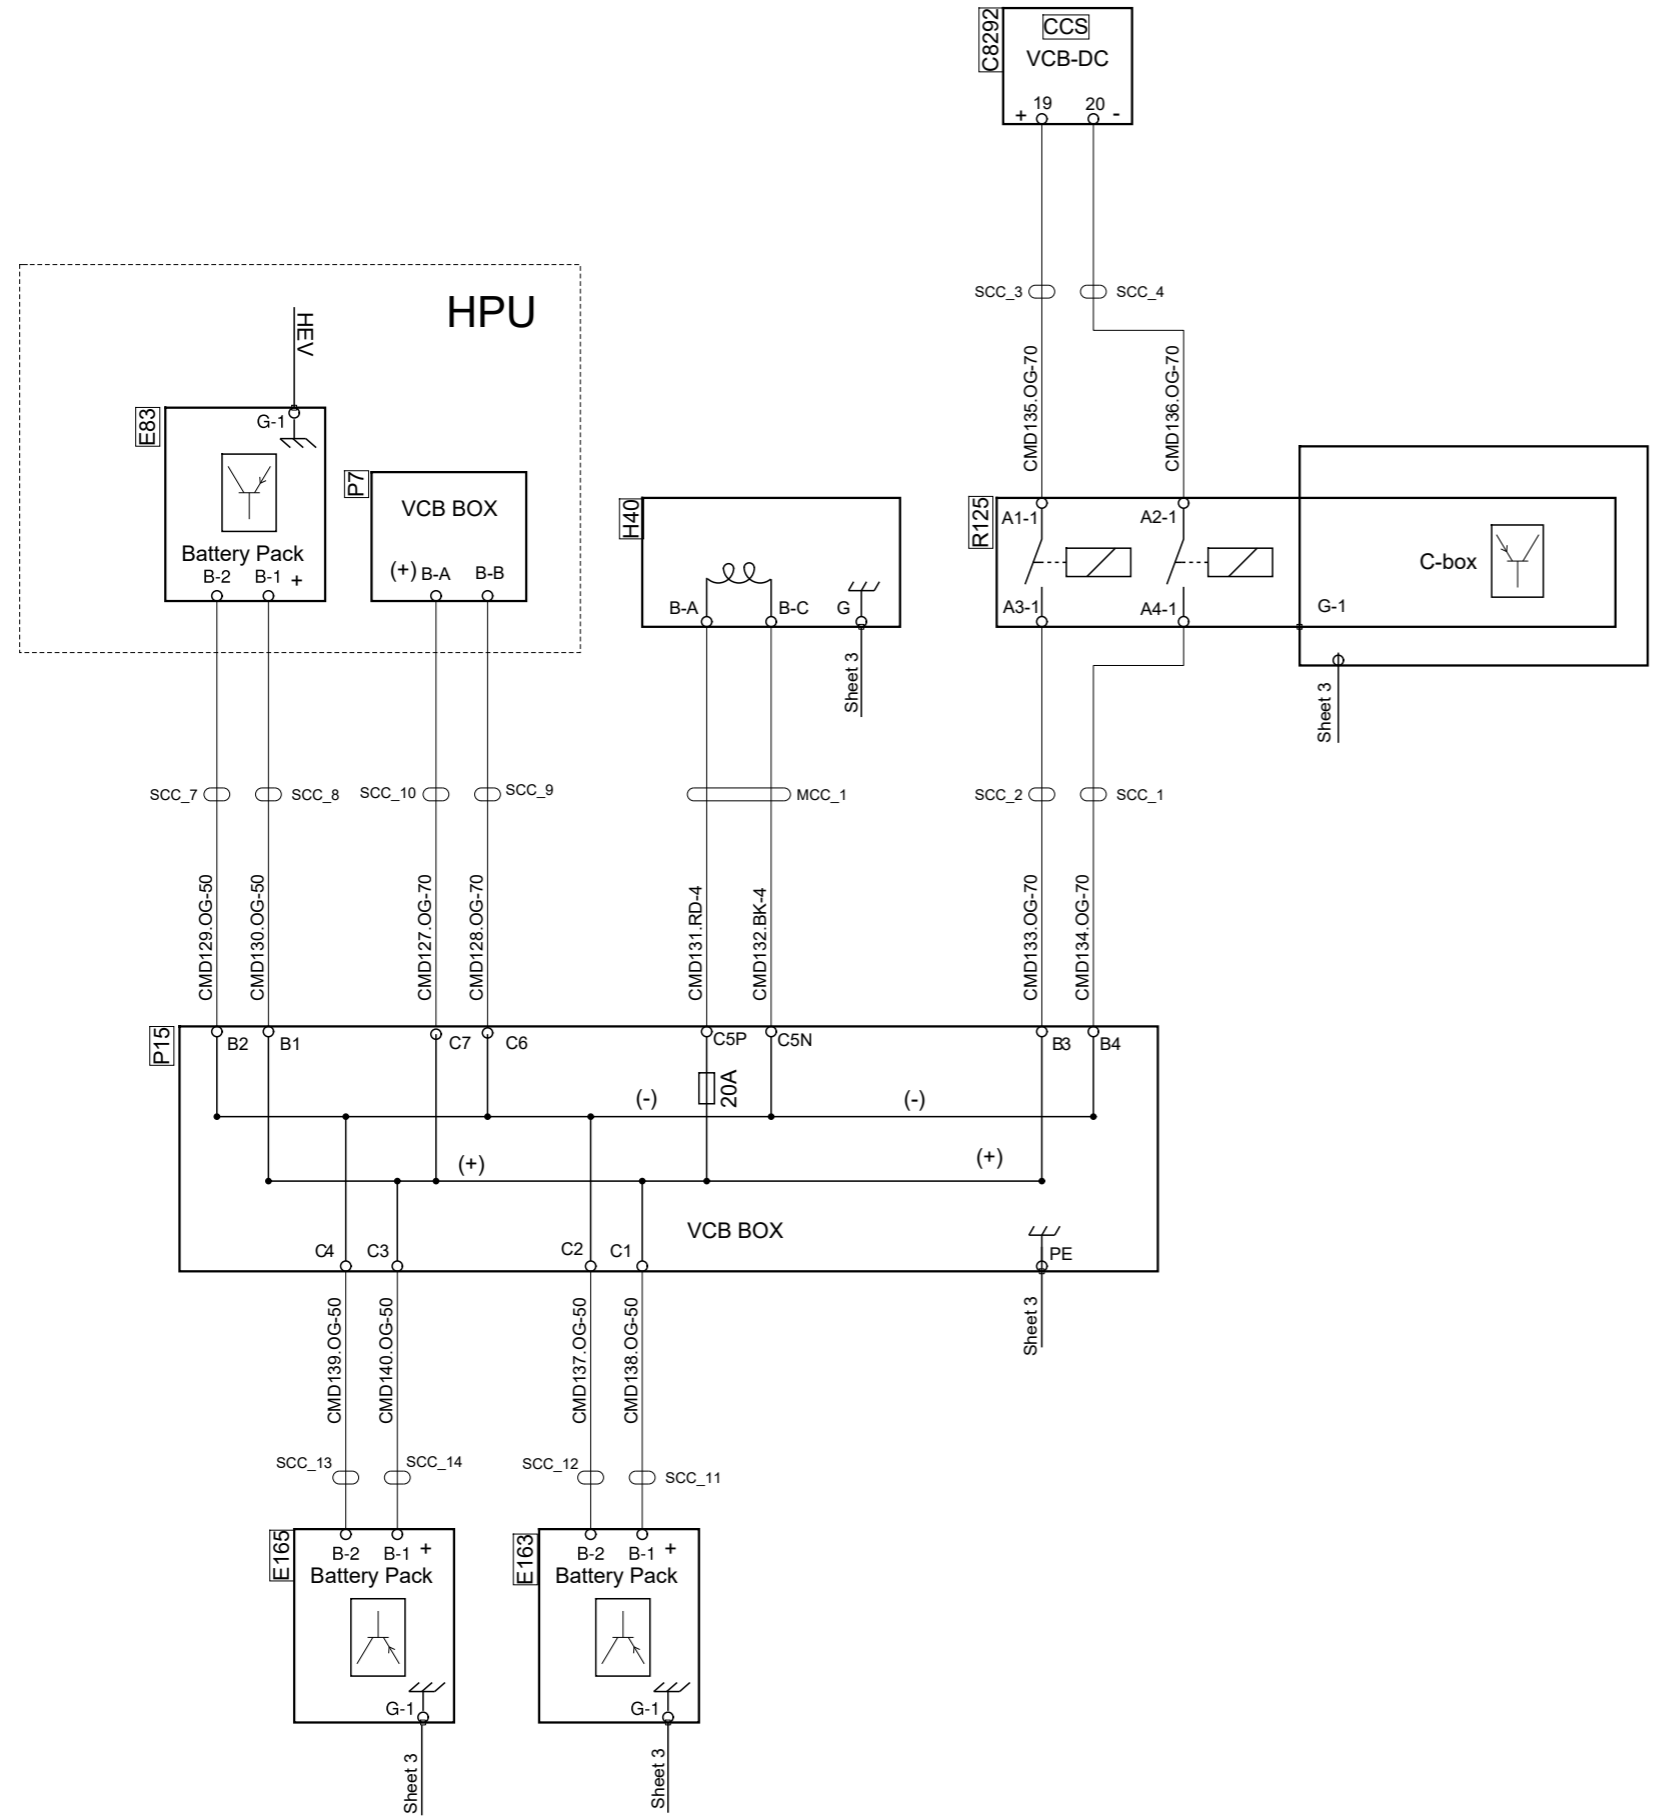 C8292
CCS
VCB-DC
+ 19 20 -
SCC_3 SCC_4
CMD135.OG-70
CMD136.OG-70
HPU
HEV
E83
G-1
Battery Pack
B-2 B-1 +
P7
VCB BOX
(+) B-A B-B
H40
B-A B-C G
Sheet 3
R125
A1-1 A2-1
A3-1 A4-1
C-box
G-1
Sheet 3
SCC_7 SCC_8 SCC_10 SCC_9 MCC_1 SCC_2 SCC_1
CMD129.OG-50
CMD130.OG-50
CMD127.OG-70
CMD128.OG-70
CMD131.RD-4
CMD132.BK-4
CMD133.OG-70
CMD134.OG-70
P15
B2 B1 C7 C6 C5P C5N B3 B4
20A
(-) (-)
(+) (+)
VCB BOX
C4 C3 C2 C1 PE
Sheet 3
CMD139.OG-50
CMD140.OG-50
CMD137.OG-50
CMD138.OG-50
SCC_13 SCC_14 SCC_12 SCC_11
E165
B-2 B-1 +
Battery Pack
G-1
Sheet 3
E163
B-2 B-1 +
Battery Pack
G-1
Sheet 3